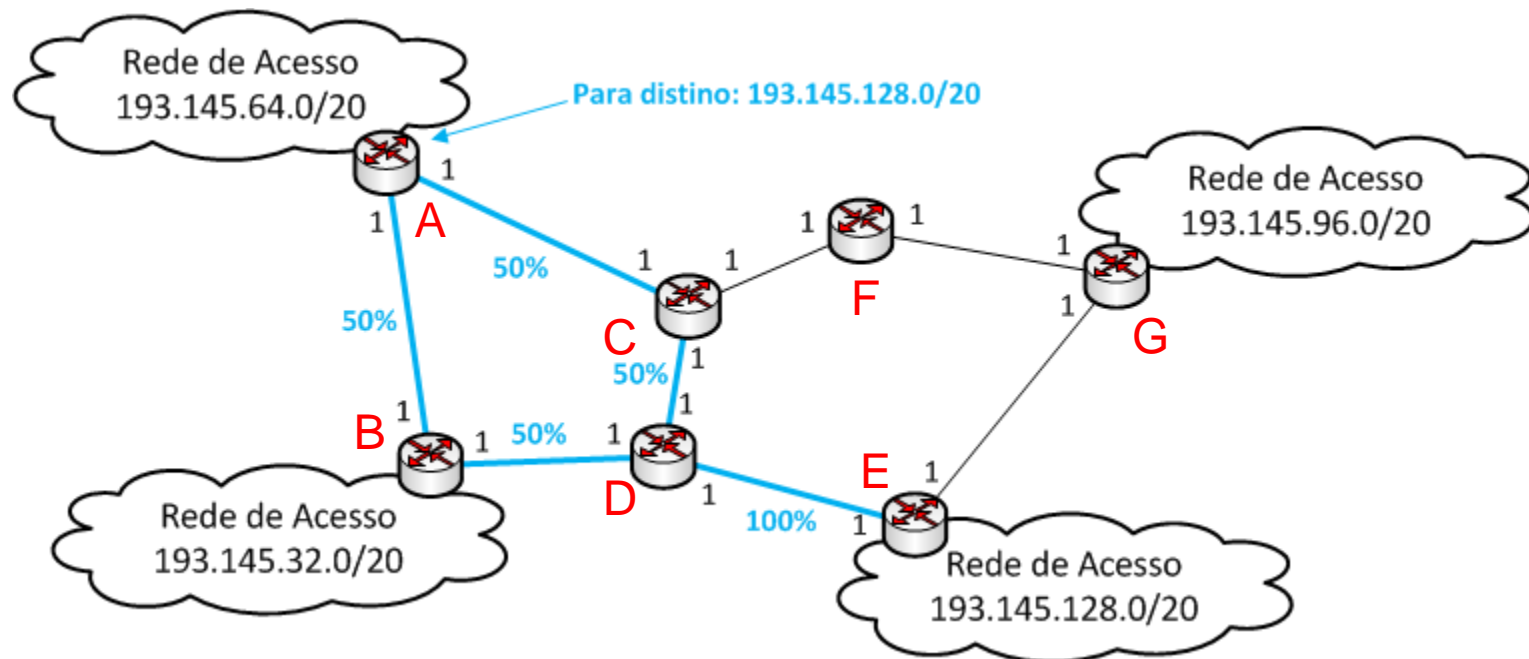 Rede de Acesso
193.145.64.0/20
Para distino: 193.145.128.0/20
1
A
1
Rede de Acesso
193.145.96.0/20
1
1
F
1
1
G
50%
1
1
C
1
50%
50%
1
B
1
50%
1
1
D
1
100%
E
1
1
Rede de Acesso
193.145.32.0/20
Rede de Acesso
193.145.128.0/20